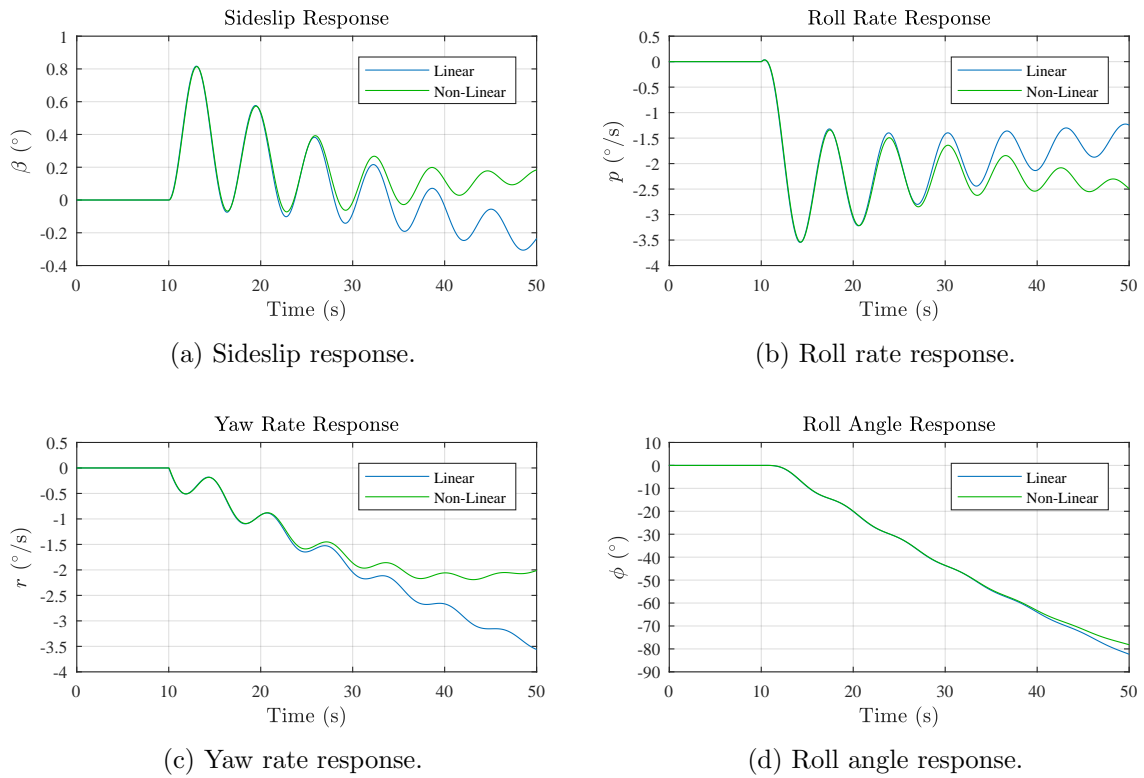 Sideslip Response
1
0.8
0.6
0.4
0.2
0
-0.2
-0.4
β (°)
Linear
Non-Linear
0 10 20 30 40 50
Time (s)
(a) Sideslip response.
Roll Rate Response
0.5
0
-0.5
-1
-1.5
-2
-2.5
-3
-3.5
-4
p (°/s)
Linear
Non-Linear
0 10 20 30 40 50
Time (s)
(b) Roll rate response.
Yaw Rate Response
0.5
0
-0.5
-1
-1.5
-2
-2.5
-3
-3.5
-4
r (°/s)
Linear
Non-Linear
0 10 20 30 40 50
Time (s)
(c) Yaw rate response.
Roll Angle Response
10
0
-10
-20
-30
-40
-50
-60
-70
-80
-90
ϕ (°)
Linear
Non-Linear
0 10 20 30 40 50
Time (s)
(d) Roll angle response.